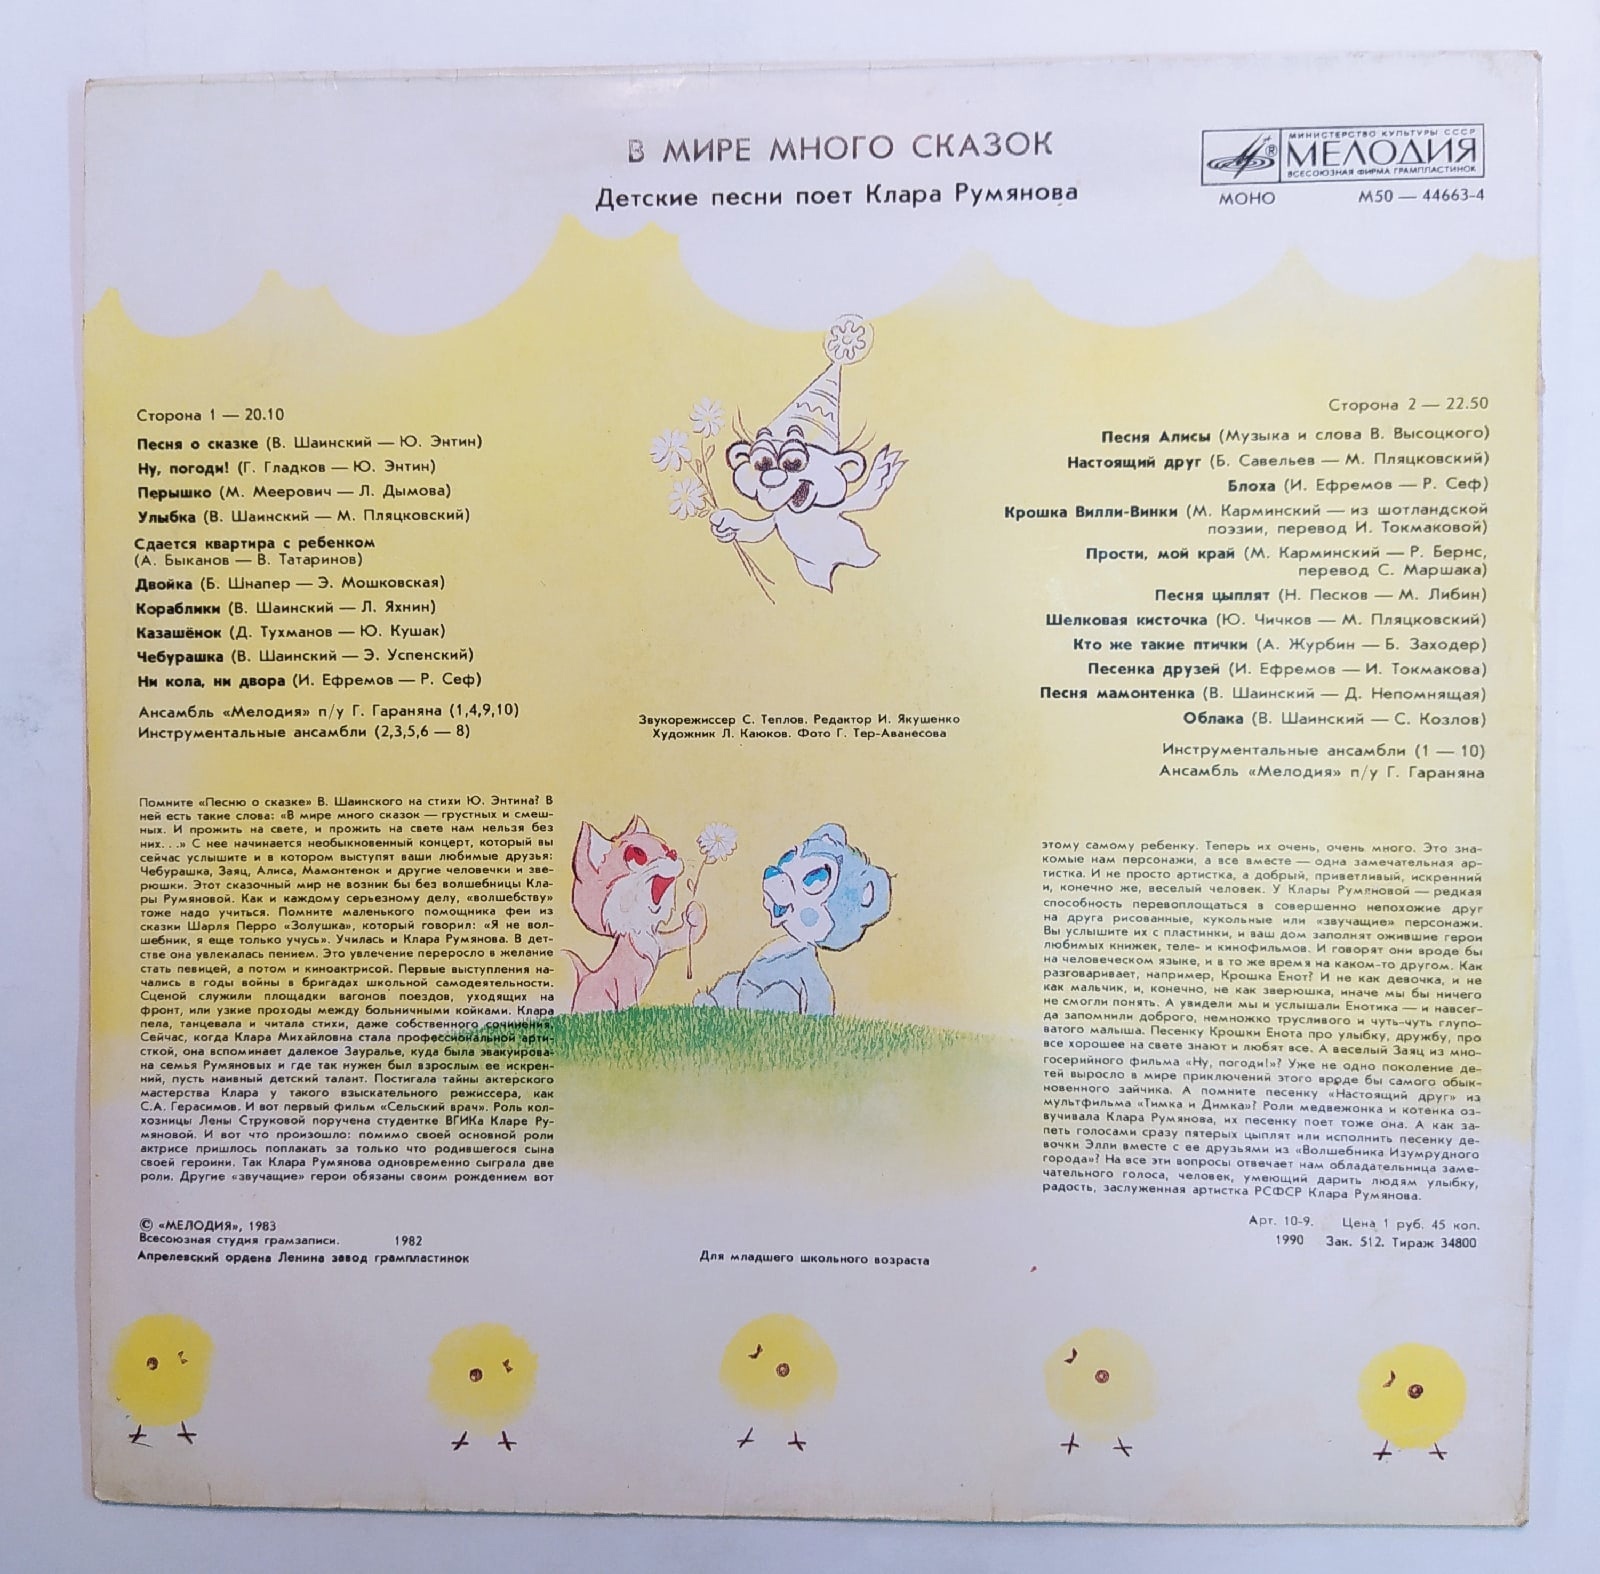 В МИРЕ МНОГО СКАЗОК
Детские песни поет Клара Румянова
МИНИСТЕРСТВО КУЛЬТУРЫ СССР
МЕЛОДИЯ
ВСЕСОЮЗНАЯ ФИРМА ГРАМПЛАСТИНОК
МОНО М50 — 44663-4
Сторона 1 — 20.10
Песня о сказке (В. Шаинский — Ю. Энтин)
Ну, погоди! (Г. Гладков — Ю. Энтин)
Перышко (М. Меерович — Л. Дымова)
Улыбка (В. Шаинский — М. Пляцковский)
Сдается квартира с ребенком
(А. Быканов — В. Татаринов)
Двойка (Б. Шнапер — Э. Мошковская)
Кораблики (В. Шаинский — Л. Яхнин)
Казашёнок (Д. Тухманов — Ю. Кушак)
Чебурашка (В. Шаинский — Э. Успенский)
Ни кола, ни двора (И. Ефремов — Р. Сеф)
Ансамбль «Мелодия» п/у Г. Гараняна (1,4,9,10)
Инструментальные ансамбли (2,3,5,6 — 8)
Звукорежиссер С. Теплов. Редактор И. Якушенко
Художник Л. Каюков. Фото Г. Тер-Аванесова
Сторона 2 — 22.50
Песня Алисы (Музыка и слова В. Высоцкого)
Настоящий друг (Б. Савельев — М. Пляцковский)
Блоха (И. Ефремов — Р. Сеф)
Крошка Вилли-Винки (М. Карминский — из шотландской
поэзии, перевод И. Токмаковой)
Прости, мой край (М. Карминский — Р. Бернс,
перевод С. Маршака)
Песня цыплят (Н. Песков — М. Либин)
Шелковая кисточка (Ю. Чичков — М. Пляцковский)
Кто же такие птички (А. Журбин — Б. Заходер)
Песенка друзей (И. Ефремов — И. Токмакова)
Песня мамонтенка (В. Шаинский — Д. Непомнящая)
Облака (В. Шаинский — С. Козлов)
Инструментальные ансамбли (1 — 10)
Ансамбль «Мелодия» п/у Г. Гараняна
Помните «Песню о сказке» В. Шаинского на стихи Ю. Энтина? В
ней есть такие слова: «В мире много сказок — грустных и смеш-
ных. И прожить на свете, и прожить на свете нам нельзя без
них. . .» С нее начинается необыкновенный концерт, который вы
сейчас услышите и в котором выступят ваши любимые друзья:
Чебурашка, Заяц, Алиса, Мамонтенок и другие человечки и зве-
рюшки. Этот сказочный мир не возник бы без волшебницы Кла-
ры Румяновой. Как и каждому серьезному делу, «волшебству»
тоже надо учиться. Помните маленького помощника феи из
сказки Шарля Перро «Золушка», который говорил: «Я не вол-
шебник, я еще только учусь». Училась и Клара Румянова. В дет-
стве она увлекалась пением. Это увлечение переросло в желание
стать певицей, а потом и киноактрисой. Первые выступления на-
чались в годы войны в бригадах школьной самодеятельности.
Сценой служили площадки вагонов поездов, уходящих на
фронт, или узкие проходы между больничными койками. Клара
пела, танцевала и читала стихи, даже собственного сочинения.
Сейчас, когда Клара Михайловна стала профессиональной арти-
сткой, она вспоминает далекое Зауралье, куда была эвакуирова-
на семья Румяновых и где так нужен был взрослым ее искрен-
ний, пусть наивный детский талант. Постигала тайны актерского
мастерства Клара у такого взыскательного режиссера, как
С.А. Герасимов. И вот первый фильм «Сельский врач». Роль кол-
хозницы Лены Струковой поручена студентке ВГИКа Кларе Ру-
мяновой. И вот что произошло: помимо своей основной роли
актрисе пришлось поплакать за только что родившегося сына
своей героини. Так Клара Румянова одновременно сыграла две
роли. Другие «звучащие» герои обязаны своим рождением вот
этому самому ребенку. Теперь их очень, очень много. Это зна-
комые нам персонажи, а все вместе — одна замечательная ар-
тистка. И не просто артистка, а добрый, приветливый, искренний
и, конечно же, веселый человек. У Клары Румяновой — редкая
способность перевоплощаться в совершенно непохожие друг
на друга рисованные, кукольные или «звучащие» персонажи.
Вы услышите их с пластинки, и ваш дом заполнят ожившие герои
любимых книжек, теле- и кинофильмов. И говорят они вроде бы
на человеческом языке, и в то же время на каком-то другом. Как
разговаривает, например, Крошка Енот? И не как девочка, и не
как мальчик, и, конечно, не как зверюшка, иначе мы бы ничего
не смогли понять. А увидели мы и услышали Енотика — и навсег-
да запомнили доброго, немножко трусливого и чуть-чуть глупо-
ватого малыша. Песенку Крошки Енота про улыбку, дружбу, про
все хорошее на свете знают и любят все. А веселый Заяц из мно-
госерийного фильма «Ну, погоди!»? Уже не одно поколение де-
тей выросло в мире приключений этого вроде бы самого обык-
новенного зайчика. А помните песенку «Настоящий друг» из
мультфильма «Тимка и Димка»? Роли медвежонка и котенка оз-
вучивала Клара Румянова, их песенку поет тоже она. А как за-
петь голосами сразу пятерых цыплят или исполнить песенку де-
вочки Элли вместе с ее друзьями из «Волшебника Изумрудного
города»? На все эти вопросы отвечает нам обладательница заме-
чательного голоса, человек, умеющий дарить людям улыбку,
радость, заслуженная артистка РСФСР Клара Румянова.
© «МЕЛОДИЯ», 1983
Всесоюзная студия грамзаписи. 1982
Апрелевский ордена Ленина завод грампластинок
Для младшего школьного возраста
Арт. 10-9. Цена 1 руб. 45 коп.
1990 Зак. 512. Тираж 34800